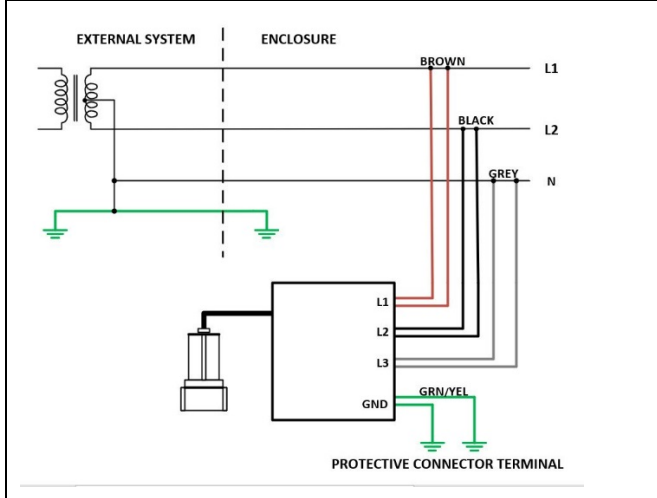 EXTERNAL SYSTEM
ENCLOSURE
BROWN
L1
BLACK
L2
GREY
N
L1
L2
L3
GRN/YEL
GND
PROTECTIVE CONNECTOR TERMINAL